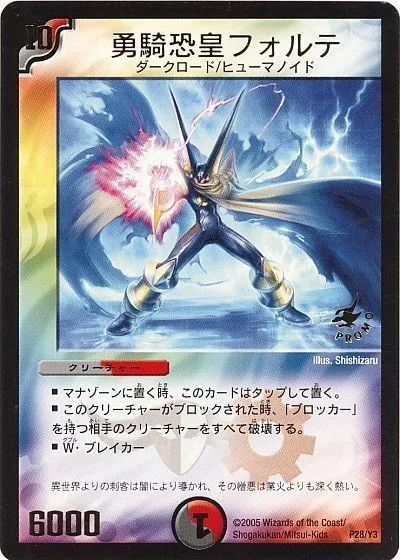 10
勇騎恐皇フォルテ
ダークロード/ヒューマノイド
PROMO
illus. Shishizaru
クリーチャー
■ マナゾーンに置く時、このカードはタップして置く。
■ このクリーチャーがブロックされた時、「ブロッカー」
を持つ相手のクリーチャーをすべて破壊する。
■ W・ブレイカー
ダブル
異世界よりの刺客は闇により導かれ、その憎悪は業火よりも深く熱い。
6000
1
©2005 Wizards of the Coast/
Shogakukan/Mitsui-Kids
P28/Y3